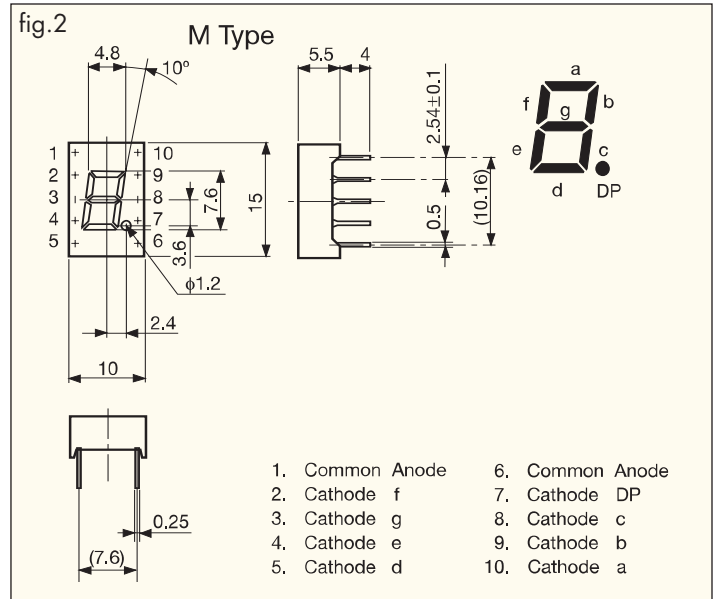 fig.2
M Type
4.8
10°
5.5
4
2.54±0.1
a
f
g
b
e
c
d
DP
1
10
2
9
3
8
4
7
5
6
7.6
15
3.6
0.5
(10.16)
ϕ1.2
2.4
10
0.25
(7.6)
1. Common Anode
2. Cathode f
3. Cathode g
4. Cathode e
5. Cathode d
6. Common Anode
7. Cathode DP
8. Cathode c
9. Cathode b
10. Cathode a